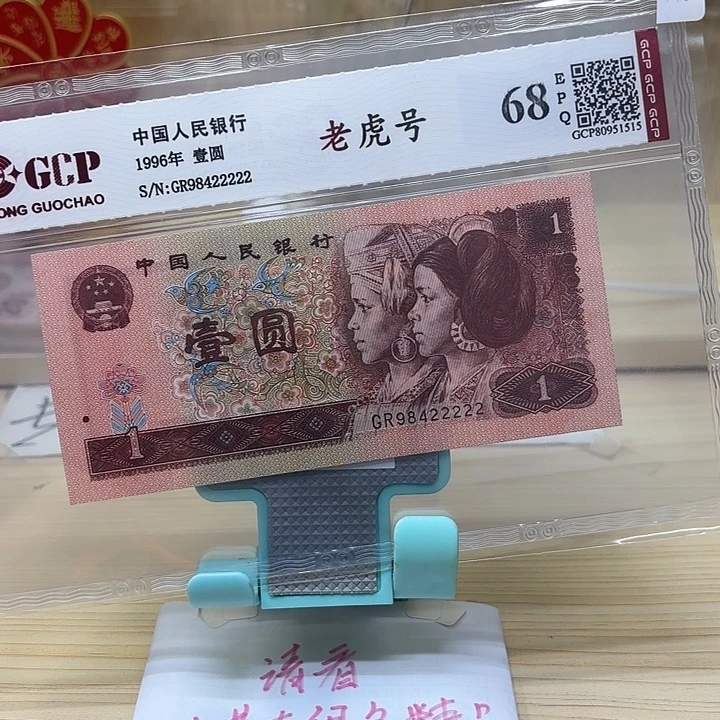 中国人民银行
1996年 壹圆
S/N:GR98422222
老虎号
68
EPQ
GCP80951515
GCP GCP GCP
GCP
ONG GUOCHAO
中国人民银行
1
壹圆
1
GR98422222
1
请看